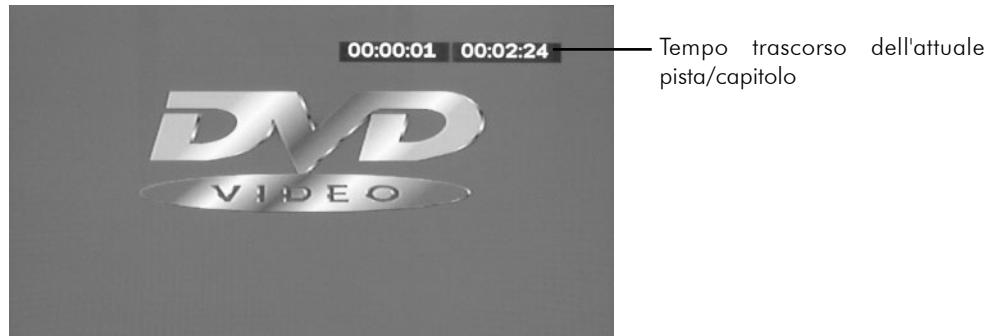 00:00:01 00:02:24
Tempo trascorso dell'attuale
pista/capitolo
DVD
VIDEO